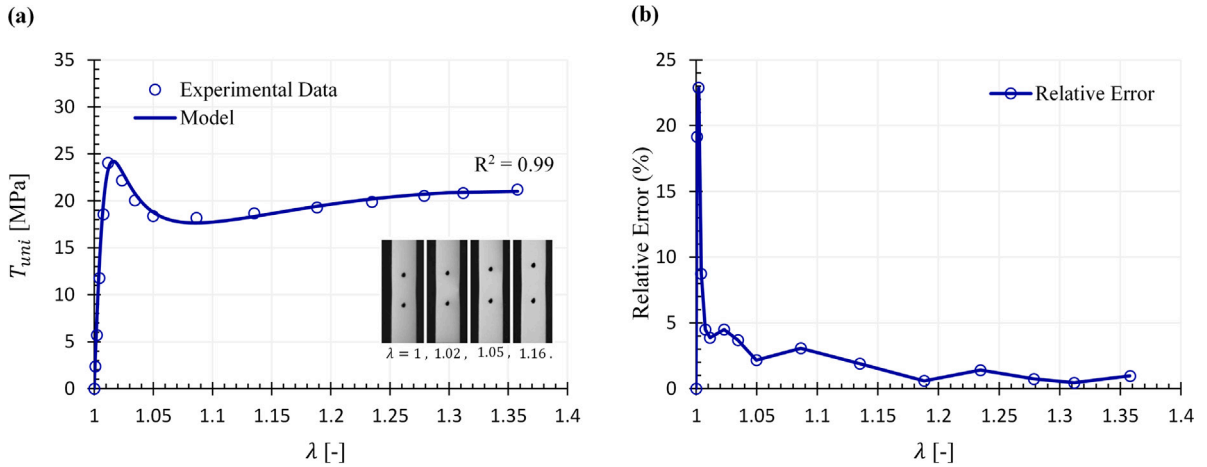 (a)
35
30
25
20
15
10
5
0
T_uni [MPa]
Experimental Data
Model
R² = 0.99
λ = 1 , 1.02, 1.05, 1.16.
1 1.05 1.1 1.15 1.2 1.25 1.3 1.35 1.4
λ [-]
(b)
25
20
15
10
5
0
Relative Error (%)
Relative Error
1 1.05 1.1 1.15 1.2 1.25 1.3 1.35 1.4
λ [-]